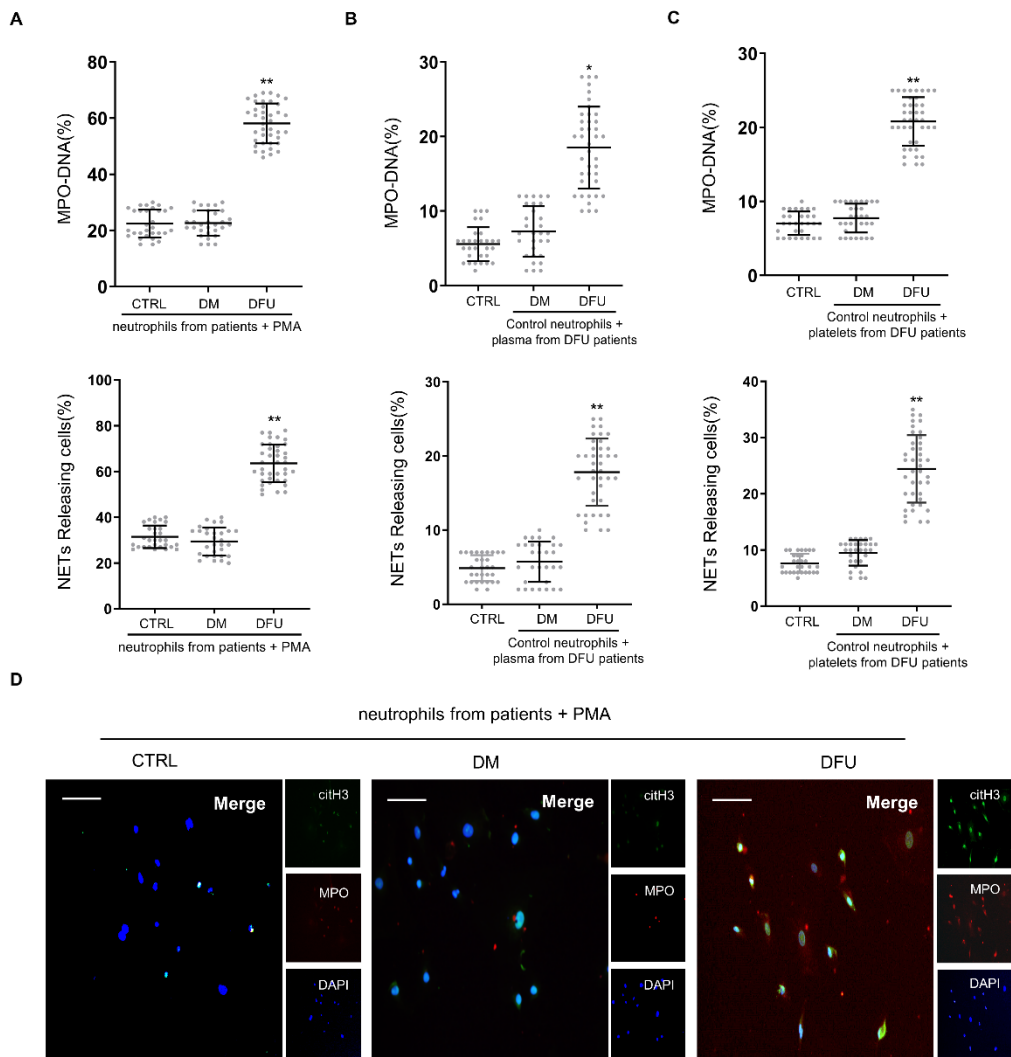 A
B
C
MPO-DNA(%)
80
60
40
20
0
**
CTRL DM DFU
neutrophils from patients + PMA
MPO-DNA(%)
30
20
10
0
*
CTRL DM DFU
Control neutrophils +
plasma from DFU patients
MPO-DNA(%)
30
20
10
0
**
CTRL DM DFU
Control neutrophils +
platelets from DFU patients
NETs Releasing cells(%)
100
80
60
40
20
0
**
CTRL DM DFU
neutrophils from patients + PMA
NETs Releasing cells(%)
30
20
10
0
**
CTRL DM DFU
Control neutrophils +
plasma from DFU patients
NETs Releasing cells(%)
40
30
20
10
0
**
CTRL DM DFU
Control neutrophils +
platelets from DFU patients
D
neutrophils from patients + PMA
CTRL
DM
DFU
Merge
citH3
MPO
DAPI
Merge
citH3
MPO
DAPI
Merge
citH3
MPO
DAPI